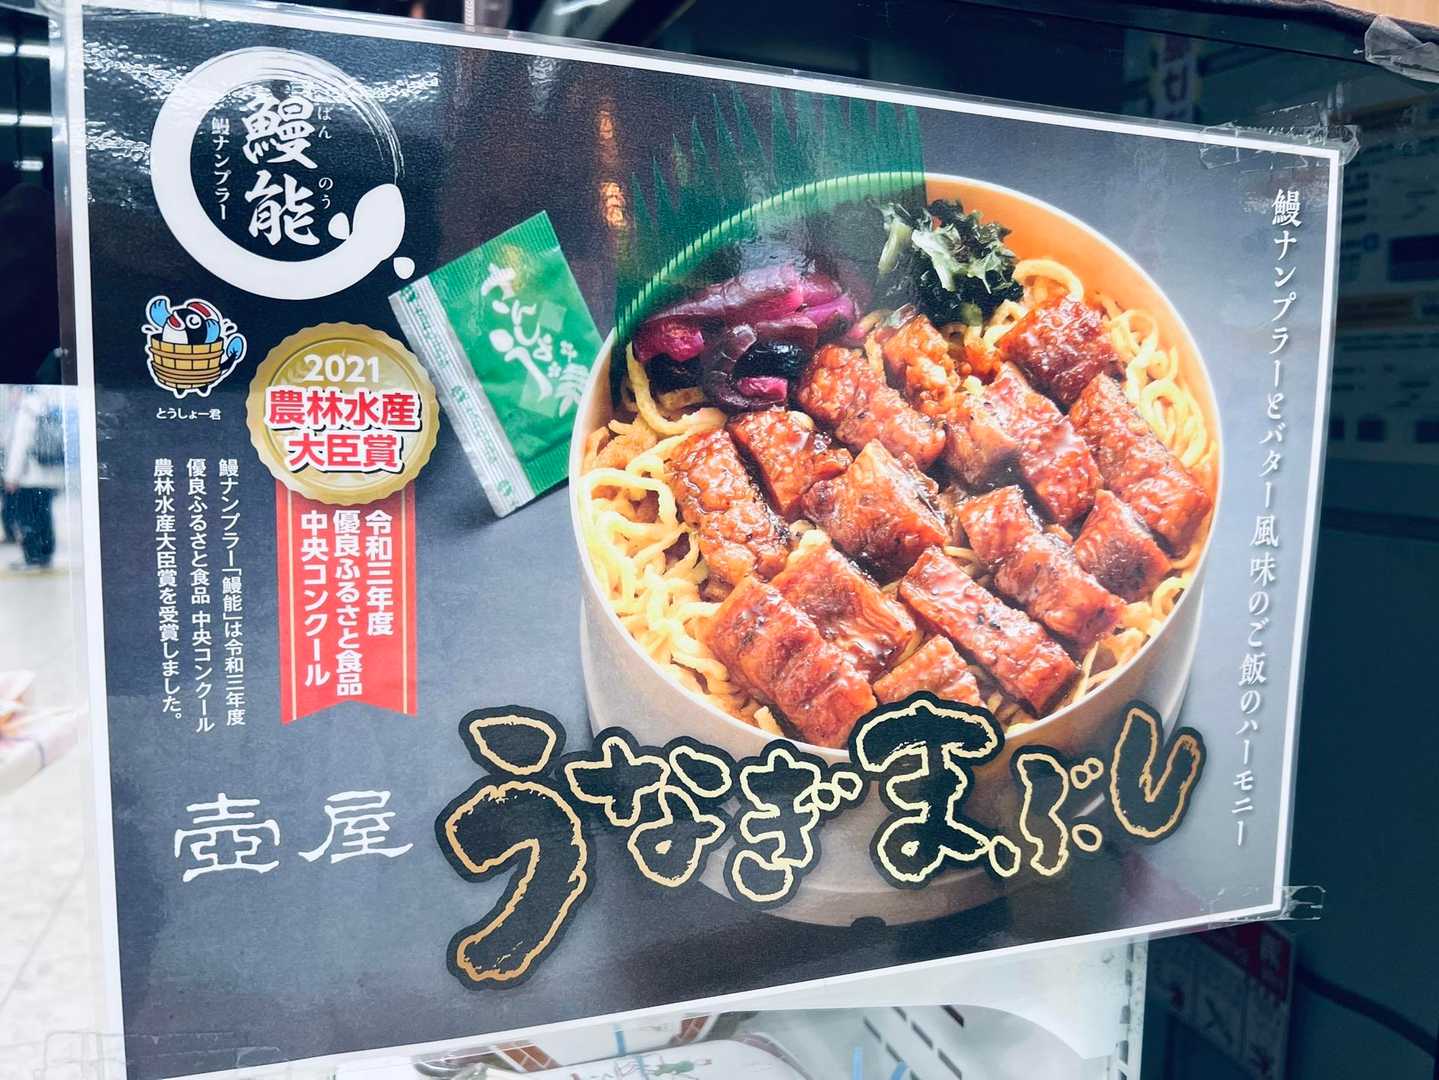 鰻能
はんのう
鰻ナンプラー
さんしょう
とうしょー君
2021
農林水産
大臣賞
令和三年度
優良ふるさと食品
中央コンクール
鰻ナンプラー「鰻能」は令和三年度
優良ふるさと食品 中央コンクール
農林水産大臣賞を受賞しました。
鰻ナンプラーとバター風味のご飯のハーモニー
壺屋
うなぎまぶし